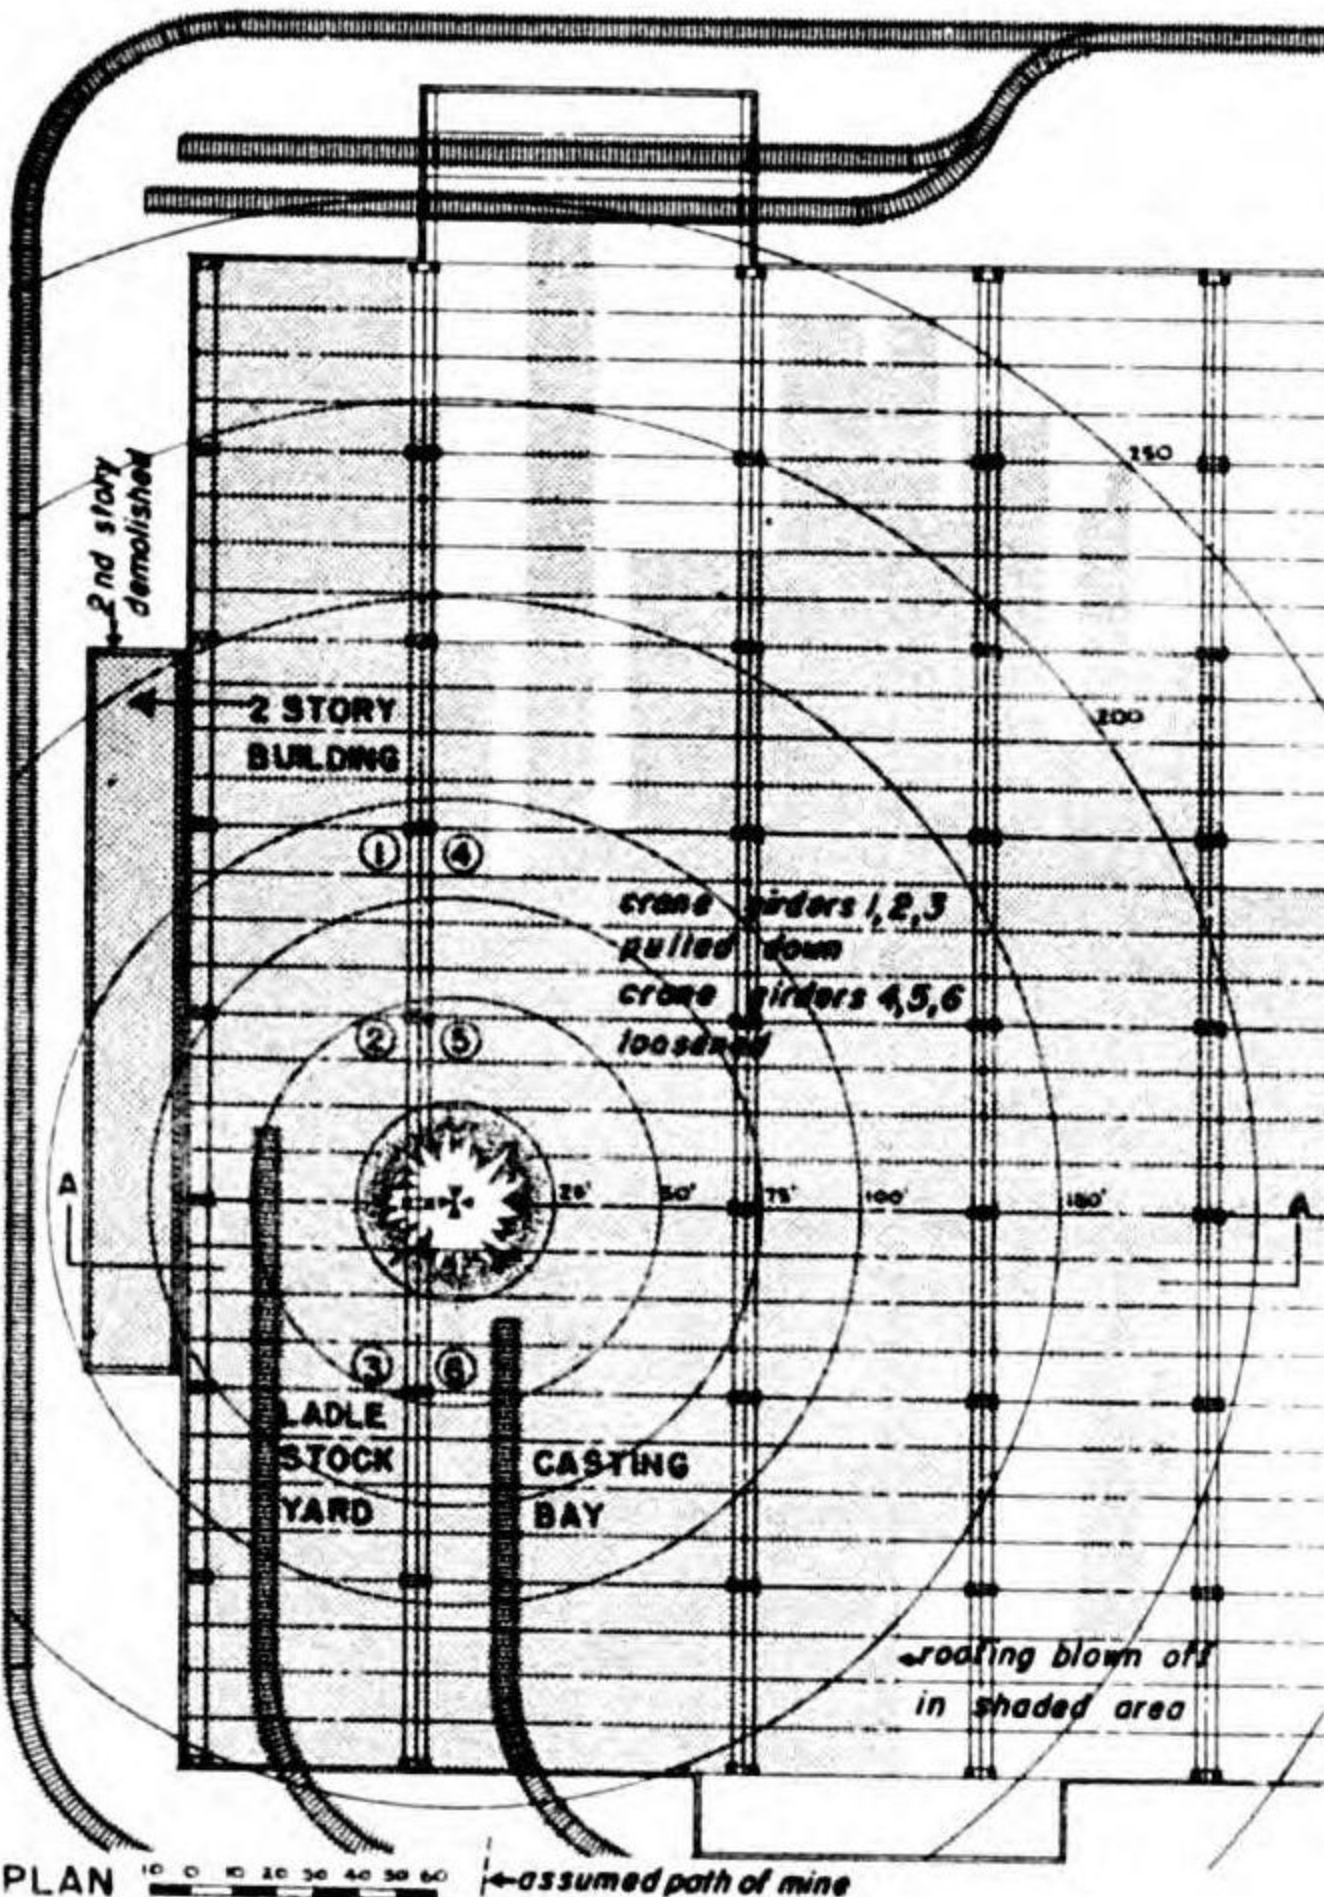 2nd story
demolished
250
200
2 STORY
BUILDING
1 4
crane girders 1,2,3
pulled down
crane girders 4,5,6
loosened
2 5
A
25' 50' 75' 100' 150'
A
3 6
LADLE
STOCK
YARD
CASTING
BAY
roofing blown off
in shaded area
PLAN 10 0 10 20 30 40 50 60
assumed path of mine